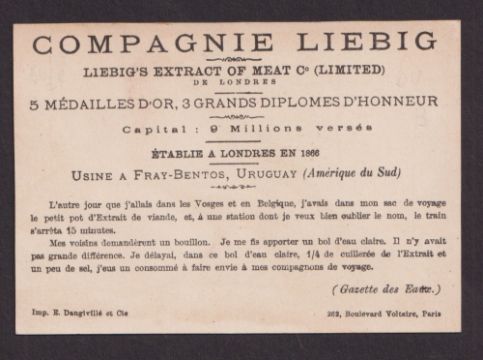 COMPAGNIE LIEBIG
LIEBIG'S EXTRACT OF MEAT Cº (LIMITED)
DE LONDRES
5 MÉDAILLES D'OR, 3 GRANDS DIPLOMES D'HONNEUR
Capital : 9 Millions versés
ÉTABLIE A LONDRES EN 1866
USINE A FRAY-BENTOS, URUGUAY (Amérique du Sud)
L'autre jour que j'allais dans les Vosges et en Belgique, j'avais dans mon sac de voyage
le petit pot d'Extrait de viande, et, à une station dont je veux bien oublier le nom, le train
s'arrêta 15 minutes.
Mes voisins demandèrent un bouillon. Je me fis apporter un bol d'eau claire. Il n'y avait
pas grande différence. Je délayai, dans ce bol d'eau claire, 1/4 de cuillerée de l'Extrait et
un peu de sel, j'eus un consommé à faire envie à mes compagnons de voyage.
(Gazette des Eaux.)
Imp. E. Dangivillé et Cie
262, Boulevard Voltaire, Paris